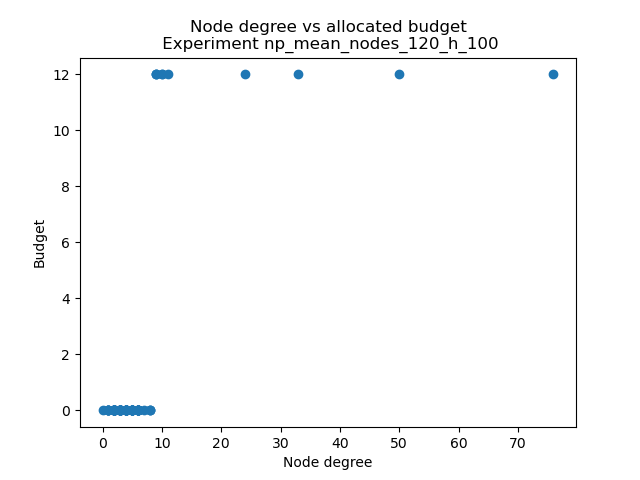 Node degree vs allocated budget
Experiment np_mean_nodes_120_h_100
12
10
8
6
4
2
0
Budget
0 10 20 30 40 50 60 70
Node degree